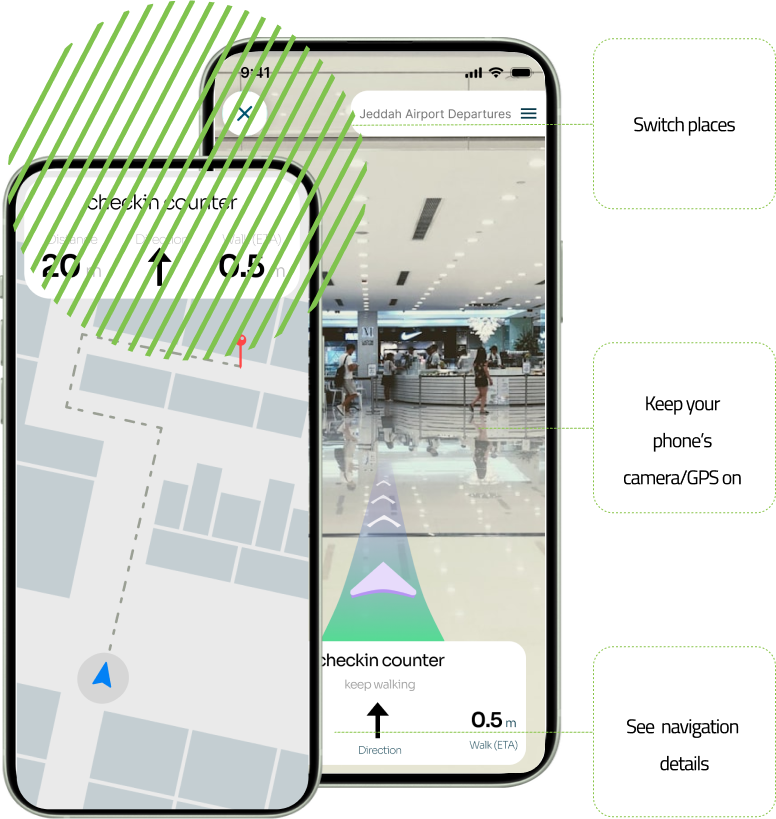 9:41
Jeddah Airport Departures
Switch places
checkin counter
Distance
Direction
Walk (ETA)
20 m
0.5 m
M
Keep your
phone's
camera/GPS on
checkin counter
keep walking
0.5 m
Direction
Walk (ETA)
See navigation
details